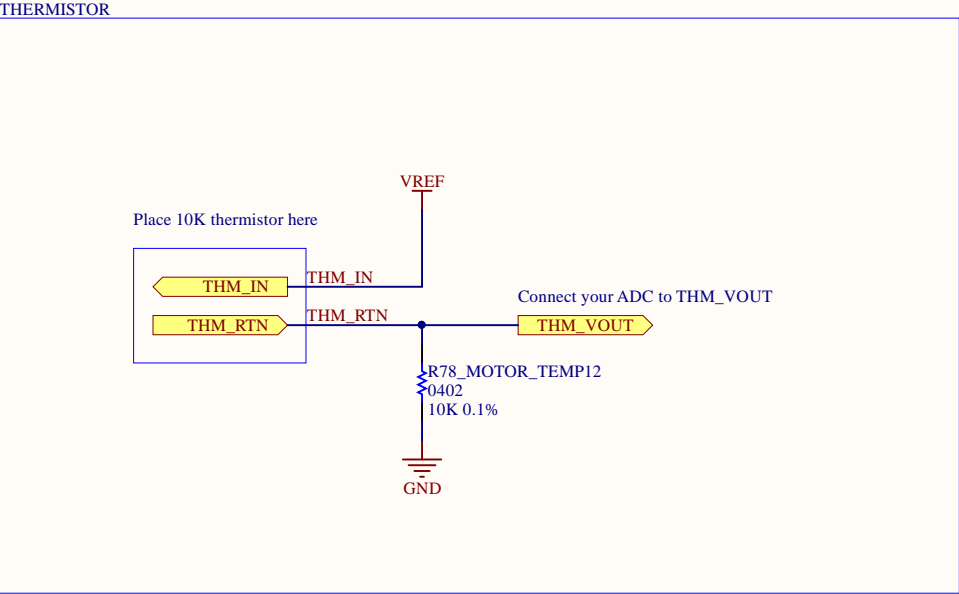 THERMISTOR
VREF
Place 10K thermistor here
THM_IN
THM_IN
Connect your ADC to THM_VOUT
THM_RTN
THM_RTN
THM_VOUT
R78_MOTOR_TEMP12
0402
10K 0.1%
GND